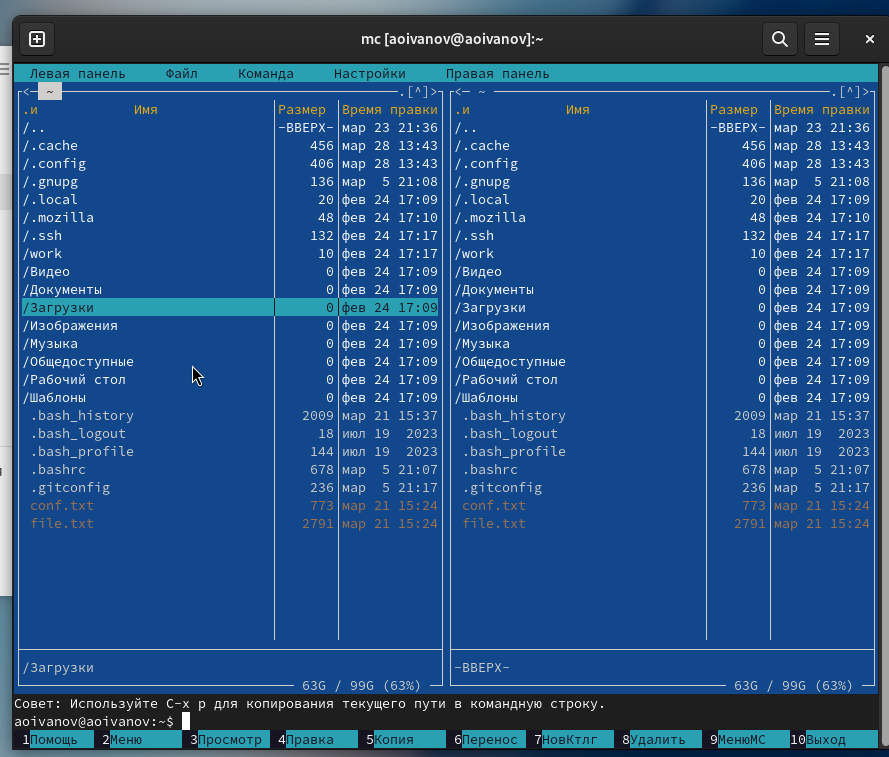 mc [aoivanov@aoivanov]:~
Левая панель Файл Команда Настройки Правая панель
<─ ~ ─.[^]> <─ ~ ─.[^]>
.и Имя Размер Время правки .и Имя Размер Время правки
/.. -ВВЕРХ- мар 23 21:36 /.. -ВВЕРХ- мар 23 21:36
/.cache 456 мар 28 13:43 /.cache 456 мар 28 13:43
/.config 406 мар 28 13:43 /.config 406 мар 28 13:43
/.gnupg 136 мар 5 21:08 /.gnupg 136 мар 5 21:08
/.local 20 фев 24 17:09 /.local 20 фев 24 17:09
/.mozilla 48 фев 24 17:10 /.mozilla 48 фев 24 17:10
/.ssh 132 фев 24 17:17 /.ssh 132 фев 24 17:17
/work 10 фев 24 17:17 /work 10 фев 24 17:17
/Видео 0 фев 24 17:09 /Видео 0 фев 24 17:09
/Документы 0 фев 24 17:09 /Документы 0 фев 24 17:09
/Загрузки 0 фев 24 17:09 /Загрузки 0 фев 24 17:09
/Изображения 0 фев 24 17:09 /Изображения 0 фев 24 17:09
/Музыка 0 фев 24 17:09 /Музыка 0 фев 24 17:09
/Общедоступные 0 фев 24 17:09 /Общедоступные 0 фев 24 17:09
/Рабочий стол 0 фев 24 17:09 /Рабочий стол 0 фев 24 17:09
/Шаблоны 0 фев 24 17:09 /Шаблоны 0 фев 24 17:09
.bash_history 2009 мар 21 15:37 .bash_history 2009 мар 21 15:37
.bash_logout 18 июл 19 2023 .bash_logout 18 июл 19 2023
.bash_profile 144 июл 19 2023 .bash_profile 144 июл 19 2023
.bashrc 678 мар 5 21:07 .bashrc 678 мар 5 21:07
.gitconfig 236 мар 5 21:17 .gitconfig 236 мар 5 21:17
conf.txt 773 мар 21 15:24 conf.txt 773 мар 21 15:24
file.txt 2791 мар 21 15:24 file.txt 2791 мар 21 15:24
/Загрузки -ВВЕРХ-
63G / 99G (63%) 63G / 99G (63%)
Совет: Используйте C-x p для копирования текущего пути в командную строку.
aoivanov@aoivanov:~$
1Помощь 2Меню 3Просмотр 4Правка 5Копия 6Перенос 7НовКтлг 8Удалить 9МенюМС 10Выход